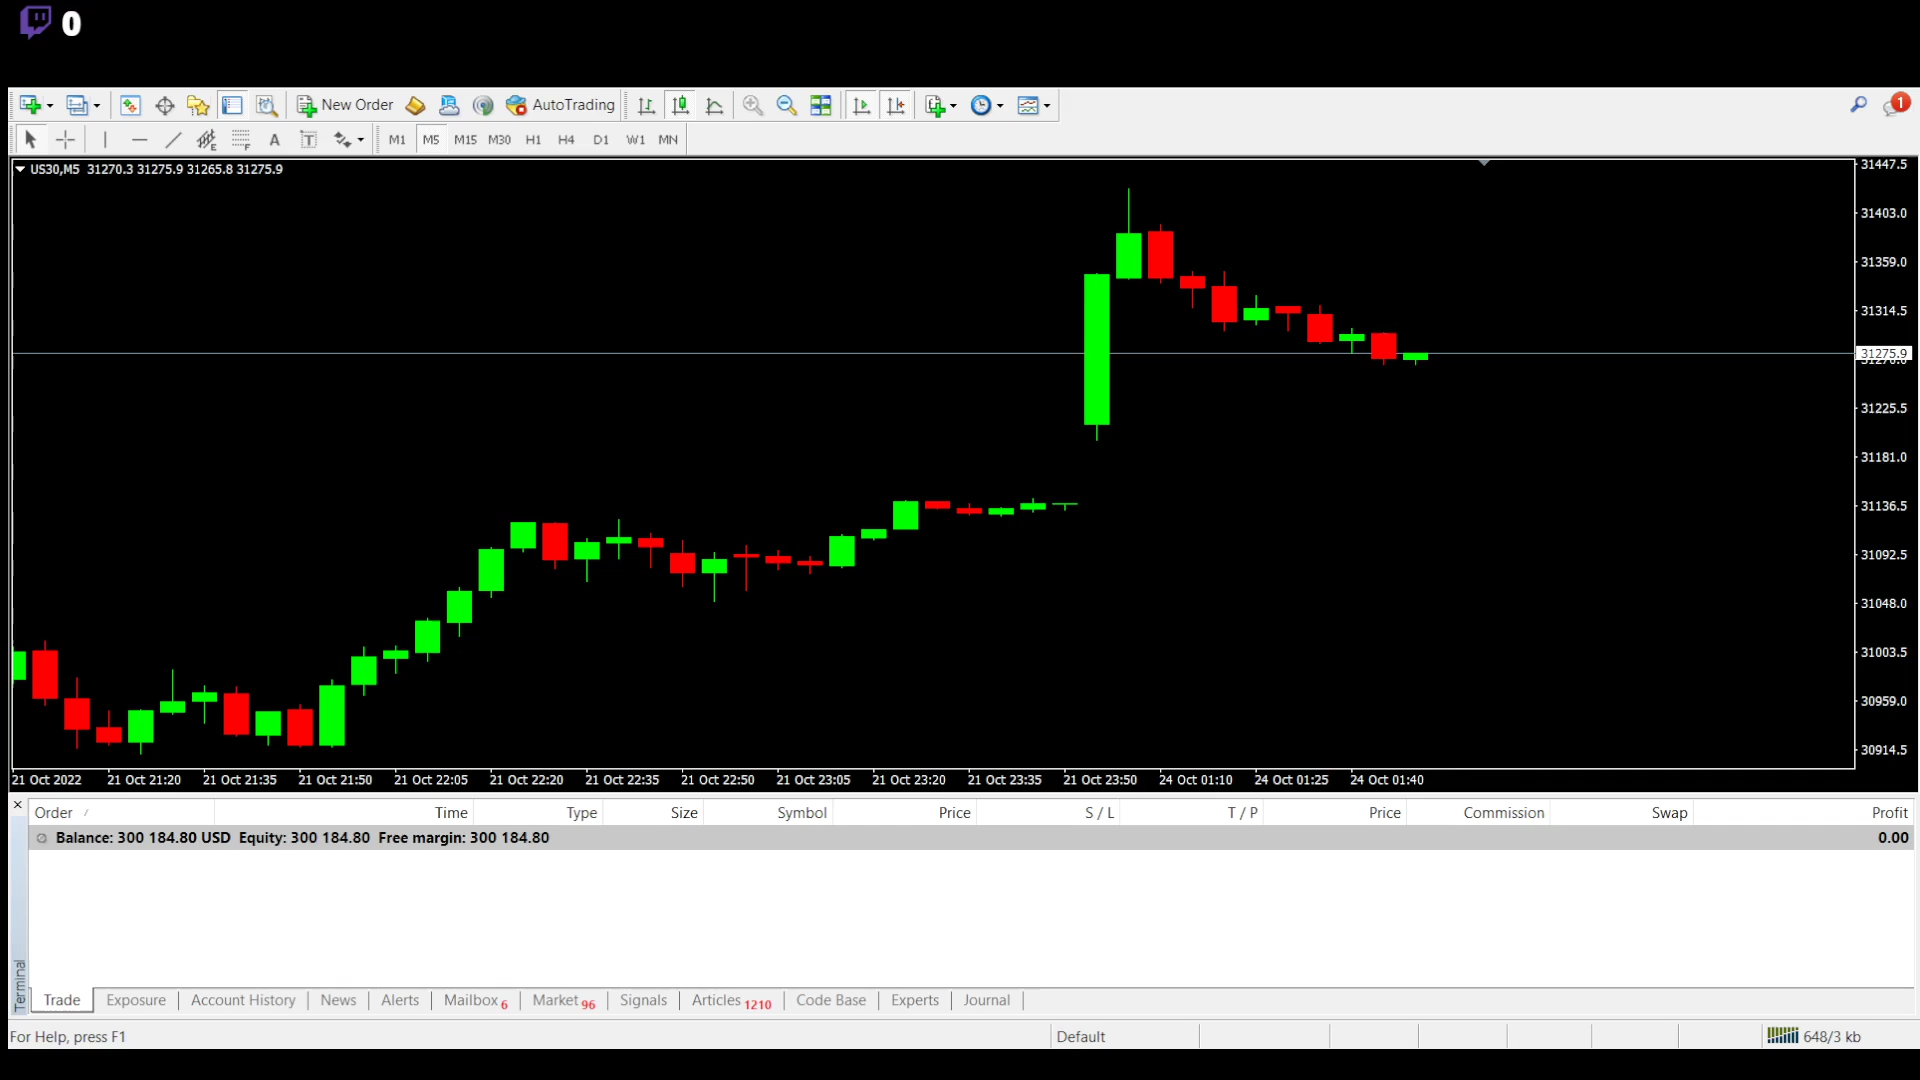 0
New Order AutoTrading
1
A T M1 M5 M15 M30 H1 H4 D1 W1 MN
US30,M5 31270.3 31275.9 31265.8 31275.9
31447.5
31403.0
31359.0
31314.5
31275.9
31225.5
31181.0
31136.5
31092.5
31048.0
31003.5
30959.0
30914.5
21 Oct 2022 21 Oct 21:20 21 Oct 21:35 21 Oct 21:50 21 Oct 22:05 21 Oct 22:20 21 Oct 22:35 21 Oct 22:50 21 Oct 23:05 21 Oct 23:20 21 Oct 23:35 21 Oct 23:50 24 Oct 01:10 24 Oct 01:25 24 Oct 01:40
Order / Time Type Size Symbol Price S / L T / P Price Commission Swap Profit
Balance: 300 184.80 USD Equity: 300 184.80 Free margin: 300 184.80 0.00
Terminal
Trade Exposure Account History News Alerts Mailbox 6 Market 96 Signals Articles 1210 Code Base Experts Journal
For Help, press F1 Default 648/3 kb